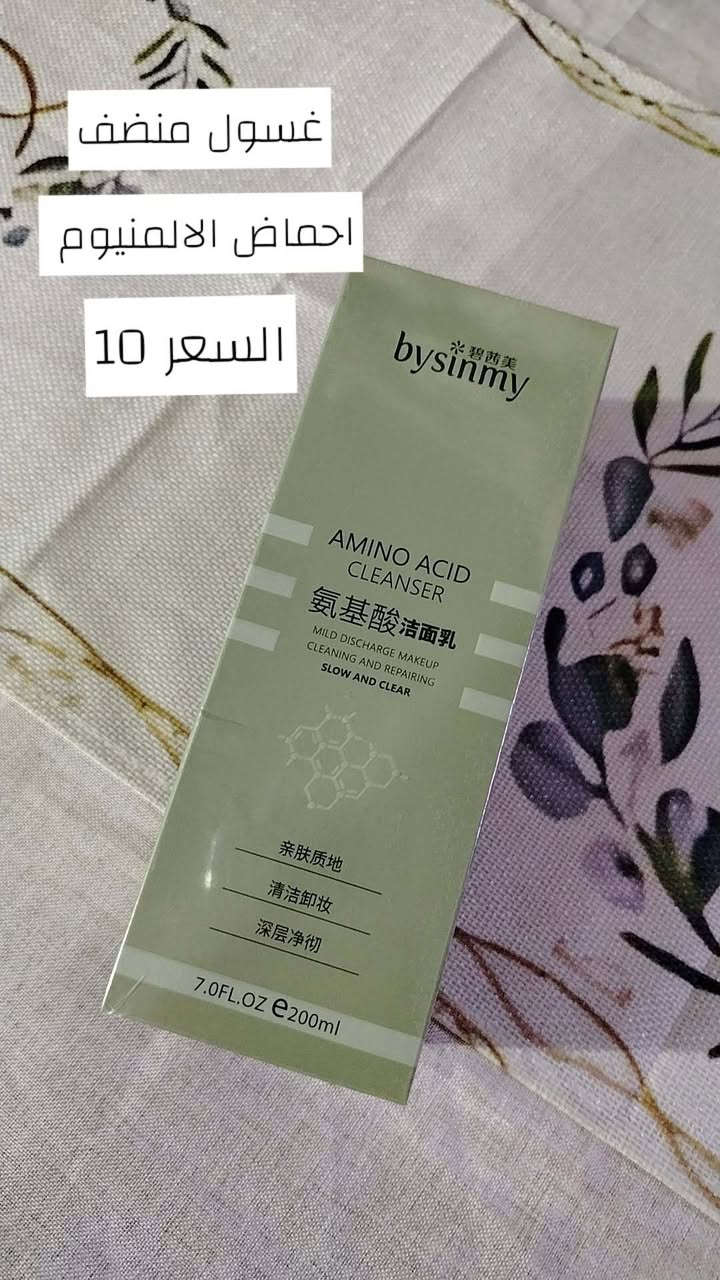 غسول منضف
احماض الالمنيوم
السعر 10
碧茜美
bysinmy
AMINO ACID
CLEANSER
氨基酸洁面乳
MILD DISCHARGE MAKEUP
CLEANING AND REPAIRING
SLOW AND CLEAR
亲肤质地
清洁卸妆
深层净彻
7.0FL.OZ e200ml